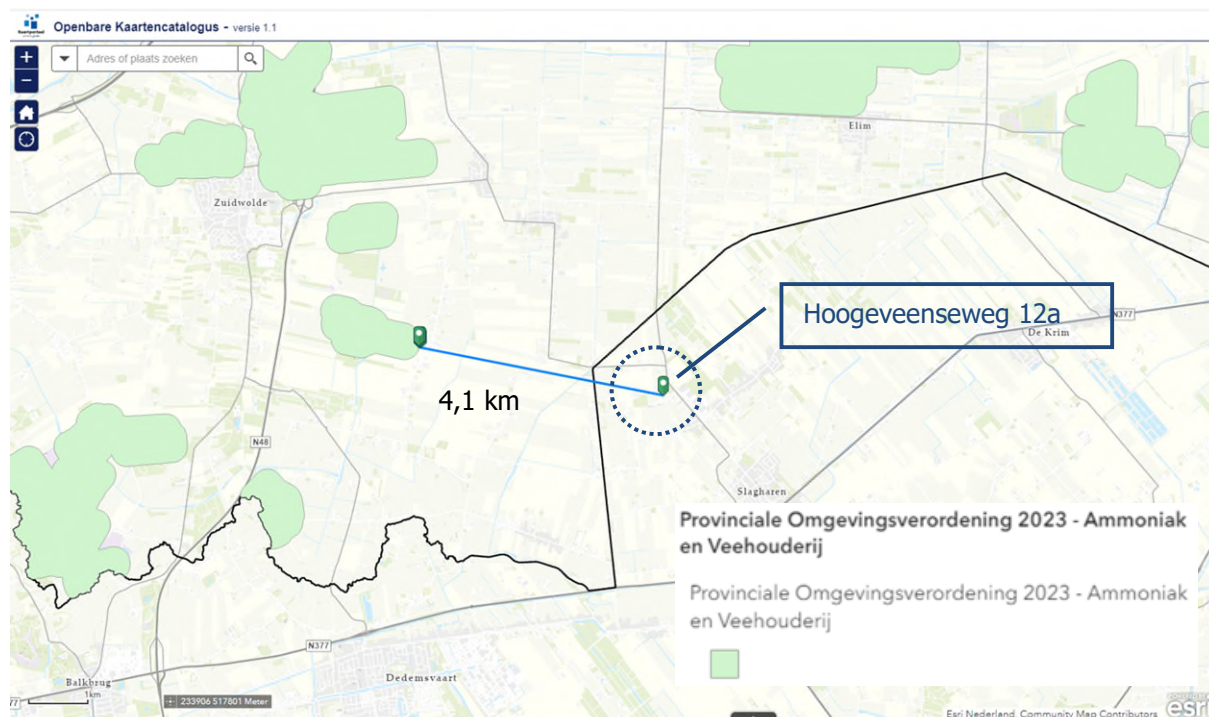 Openbare Kaartencatalogus - versie 1.1
+
Adres of plaats zoeken
-
Elim
Zuidwolde
Hoogeveenseweg 12a
N377
De Krim
4,1 km
N48
Slagharen
Provinciale Omgevingsverordening 2023 - Ammoniak
en Veehouderij
Provinciale Omgevingsverordening 2023 - Ammoniak
en Veehouderij
N377
Dedemsvaart
Balkbrug
1km
233906 517801 Meter
Esri Nederland, Community Map Contributors
esri